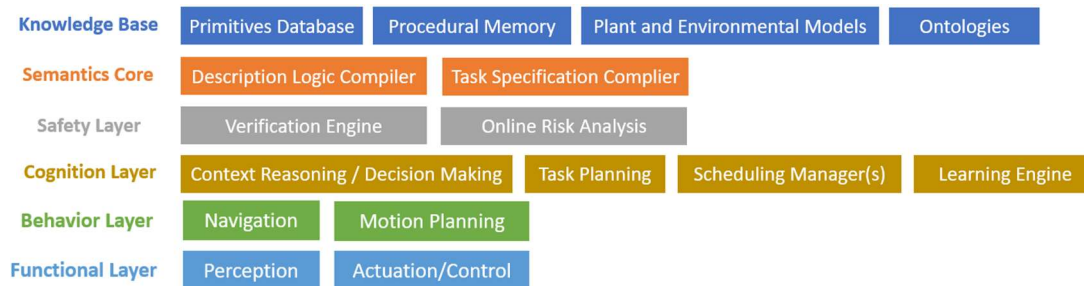 Knowledge Base Primitives Database Procedural Memory Plant and Environmental Models Ontologies
Semantics Core Description Logic Compiler Task Specification Complier
Safety Layer Verification Engine Online Risk Analysis
Cognition Layer Context Reasoning / Decision Making Task Planning Scheduling Manager(s) Learning Engine
Behavior Layer Navigation Motion Planning
Functional Layer Perception Actuation/Control